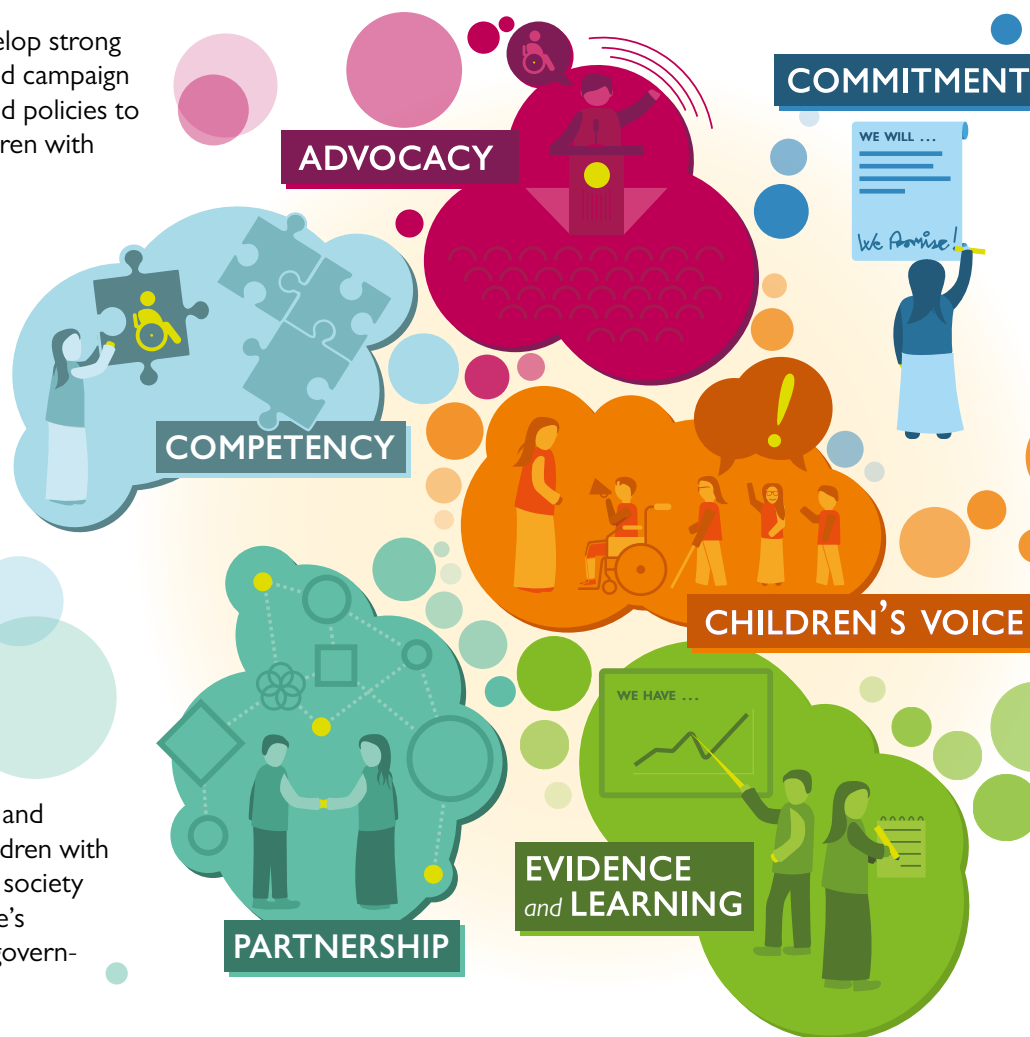 elop strong
d campaign
d policies to
ren with
ADVOCACY
COMMITMENT
WE WILL ...
We Promise!
COMPETENCY
CHILDREN'S VOICE
WE HAVE ...
and
dren with
society
e's
govern-
PARTNERSHIP
EVIDENCE
and LEARNING